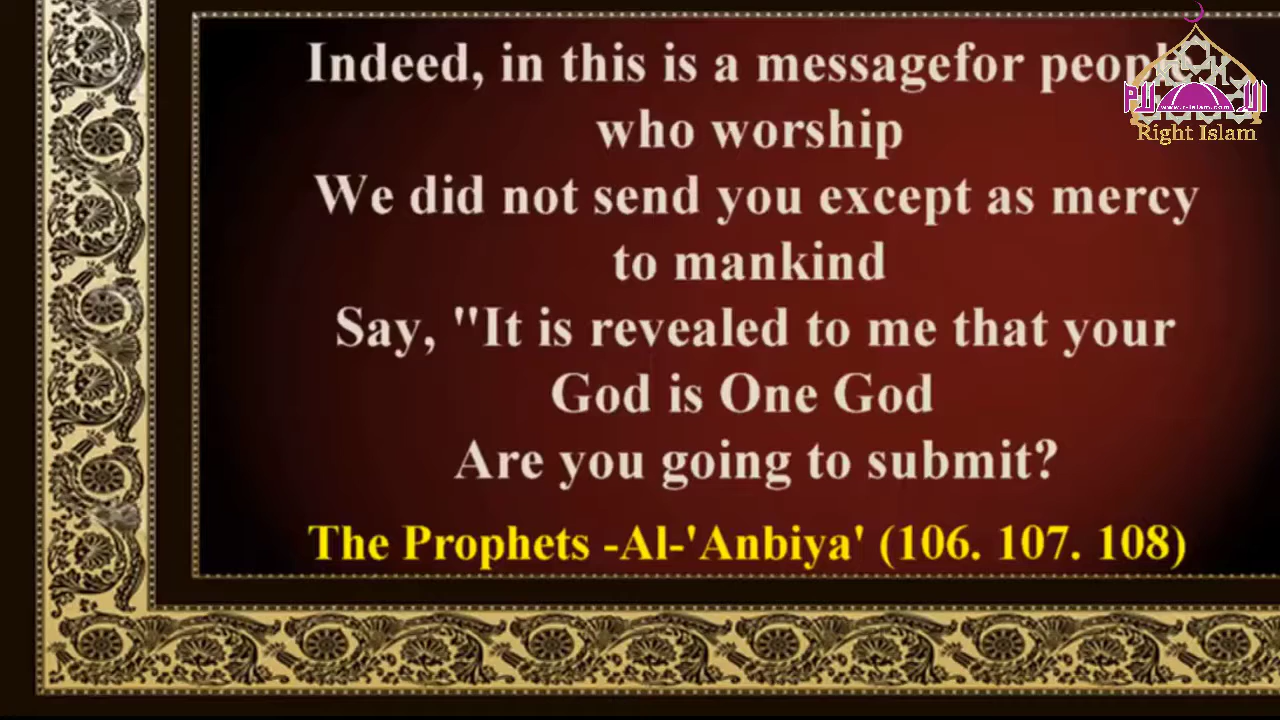 Indeed, in this is a messagefor people
who worship
We did not send you except as mercy
to mankind
Say, "It is revealed to me that your
God is One God
Are you going to submit?
The Prophets -Al-'Anbiya' (106. 107. 108)
www.r-islam.com
Right Islam